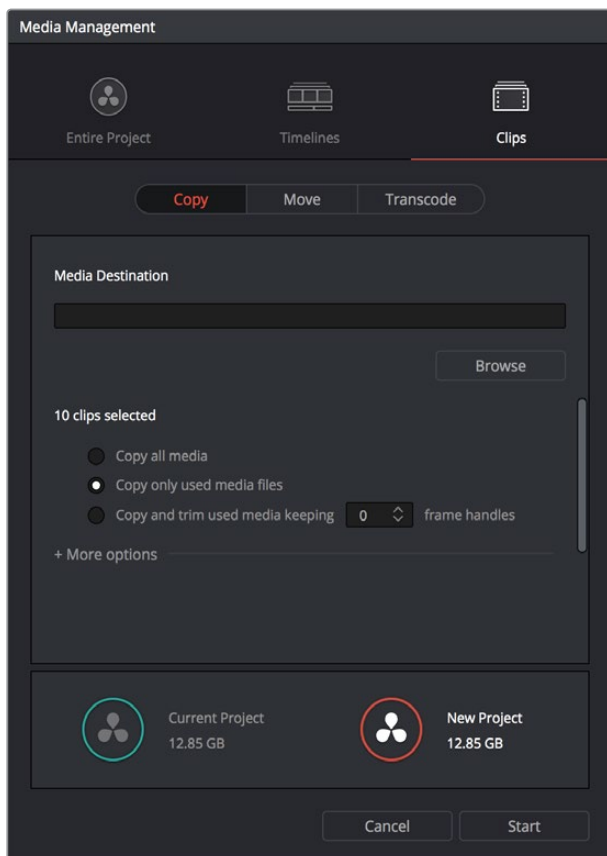 Media Management
Entire Project Timelines Clips
Copy Move Transcode
Media Destination
Browse
10 clips selected
Copy all media
Copy only used media files
Copy and trim used media keeping 0 frame handles
+ More options
Current Project New Project
12.85 GB 12.85 GB
Cancel Start